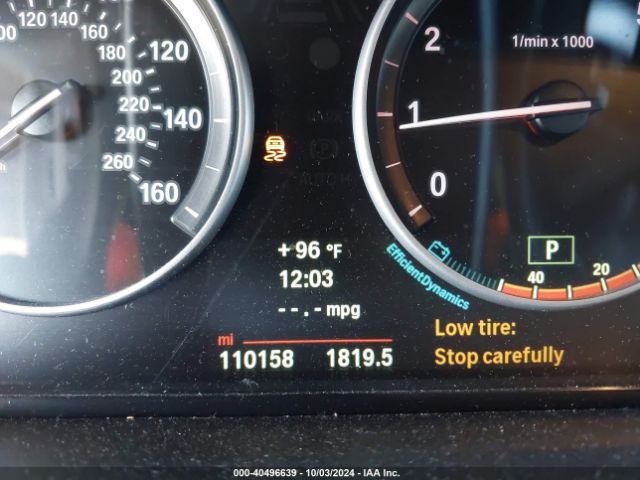 120
140
160
100
120
140
160
180
200
220
240
260
5
2
1
0
1/min x 1000
P
+96 °F
12:03
--.- mpg
mi
110158 1819.5
EfficientDynamics
40 20
Low tire:
Stop carefully
000-40496639 - 10/03/2024 - IAA Inc.